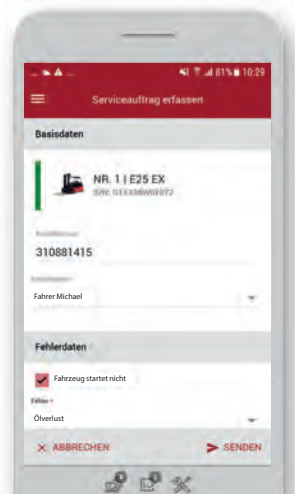 81% 10:29
Serviceauftrag erfassen
Basisdaten
NR. 1 | E25 EX
310881415
Fahrer Michael
Fehlerdaten
Fahrzeug startet nicht
Fehler *
Ölverlust
ABBRECHEN
SENDEN